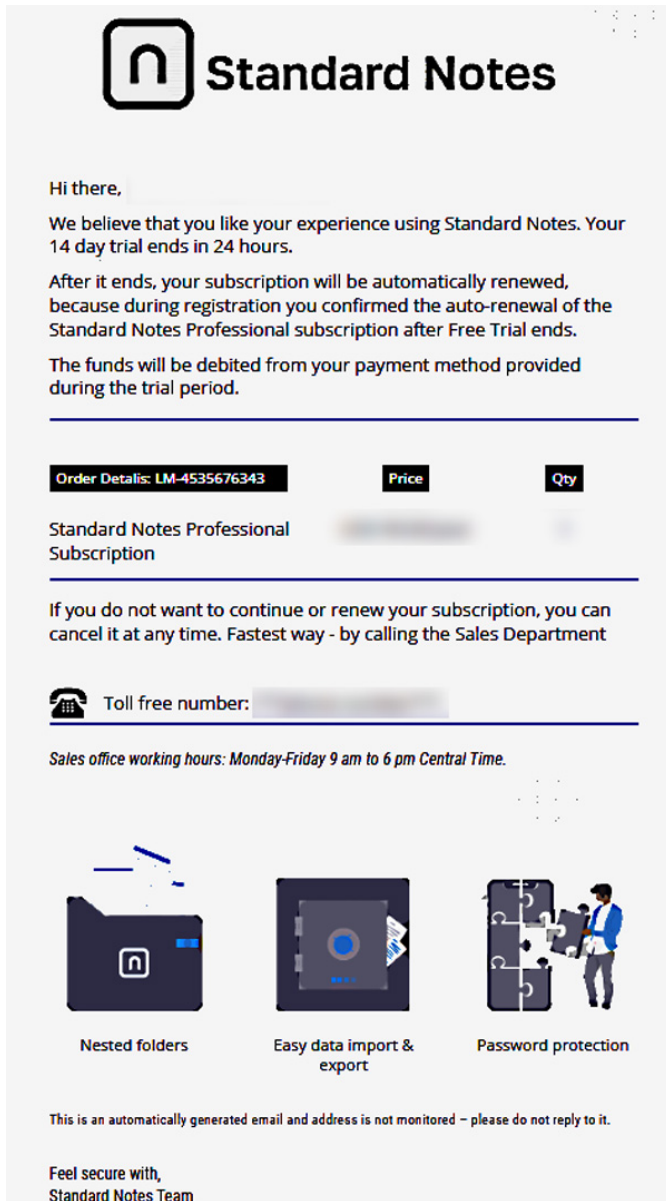 Standard Notes
Hi there,
We believe that you like your experience using Standard Notes. Your
14 day trial ends in 24 hours.
After it ends, your subscription will be automatically renewed,
because during registration you confirmed the auto-renewal of the
Standard Notes Professional subscription after Free Trial ends.
The funds will be debited from your payment method provided
during the trial period.
Order Detalis: LM-4535676343 Price Qty
Standard Notes Professional
Subscription
If you do not want to continue or renew your subscription, you can
cancel it at any time. Fastest way - by calling the Sales Department
Toll free number:
Sales office working hours: Monday-Friday 9 am to 6 pm Central Time.
Nested folders Easy data import & Password protection
export
This is an automatically generated email and address is not monitored – please do not reply to it.
Feel secure with,
Standard Notes Team